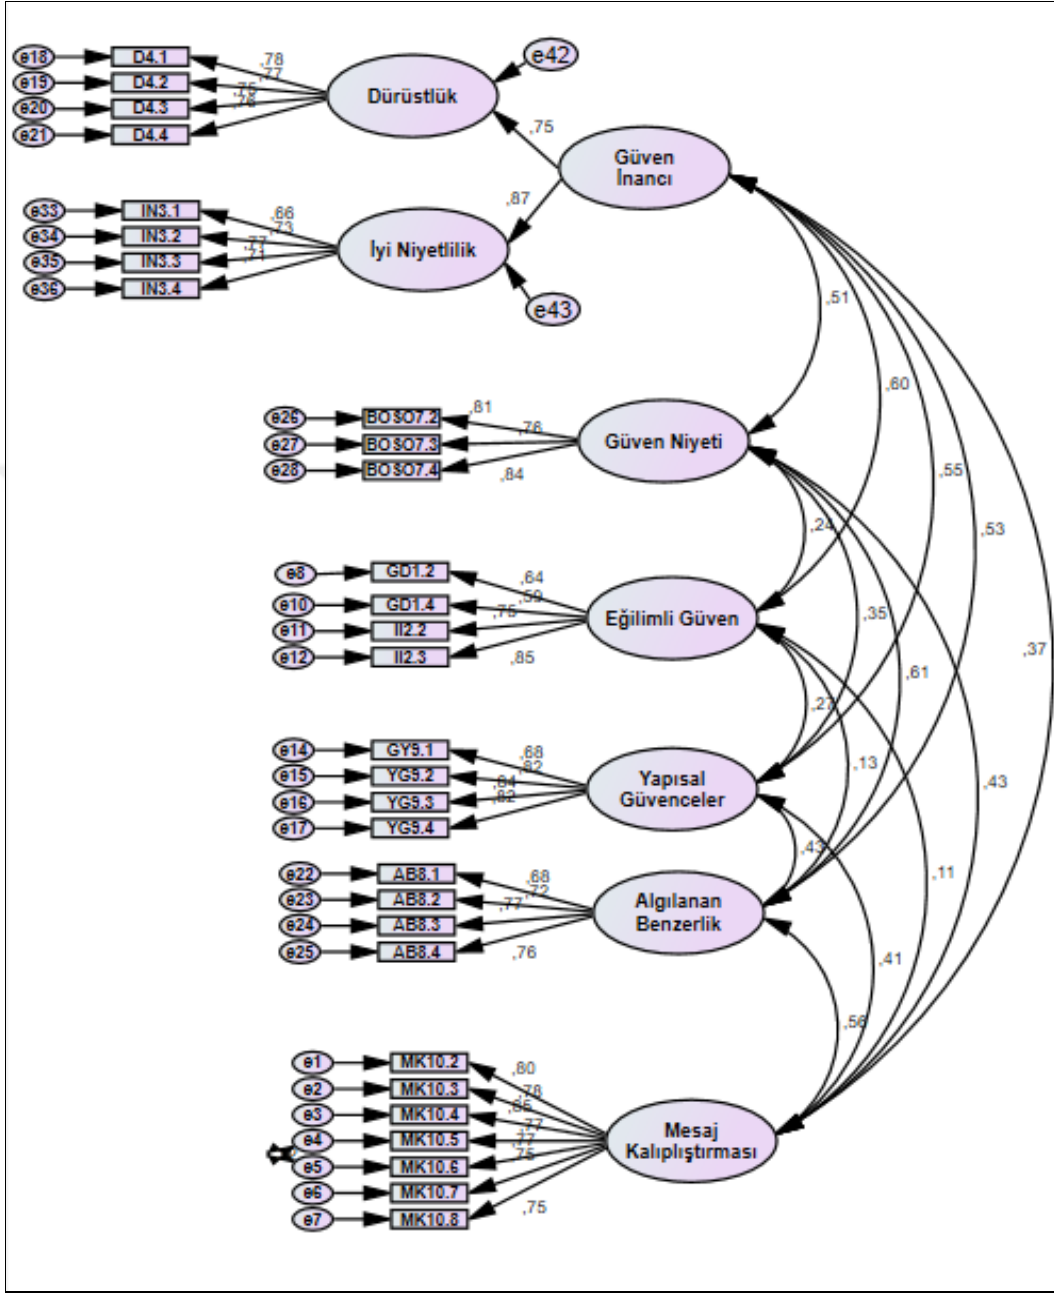 e18 D4.1 ,78
e19 D4.2 ,77
e20 D4.3 ,75
e21 D4.4 ,76
Dürüstlük
e42
,75
Güven
İnancı
,87
e33 IN3.1 ,66
e34 IN3.2 ,73
e35 IN3.3 ,77
e36 IN3.4 ,71
İyi Niyetlilik
e43
,51
,60
,55
,53
,37
e26 BOSO7.2 ,81
e27 BOSO7.3 ,76
e28 BOSO7.4 ,84
Güven Niyeti
,24
,35
,61
,43
e8 GD1.2 ,64
e10 GD1.4 ,59
e11 II2.2 ,75
e12 II2.3 ,85
Eğilimli Güven
,27
,13
,11
e14 GY9.1 ,68
e15 YG9.2 ,82
e16 YG9.3 ,84
e17 YG9.4 ,82
Yapısal
Güvenceler
,43
,41
e22 AB8.1 ,68
e23 AB8.2 ,72
e24 AB8.3 ,77
e25 AB8.4 ,76
Algılanan
Benzerlik
,56
e1 MK10.2 ,80
e2 MK10.3 ,78
e3 MK10.4 ,85
e4 MK10.5 ,77
e5 MK10.6 ,77
e6 MK10.7 ,75
e7 MK10.8 ,75
Mesaj
Kalıplıştırması